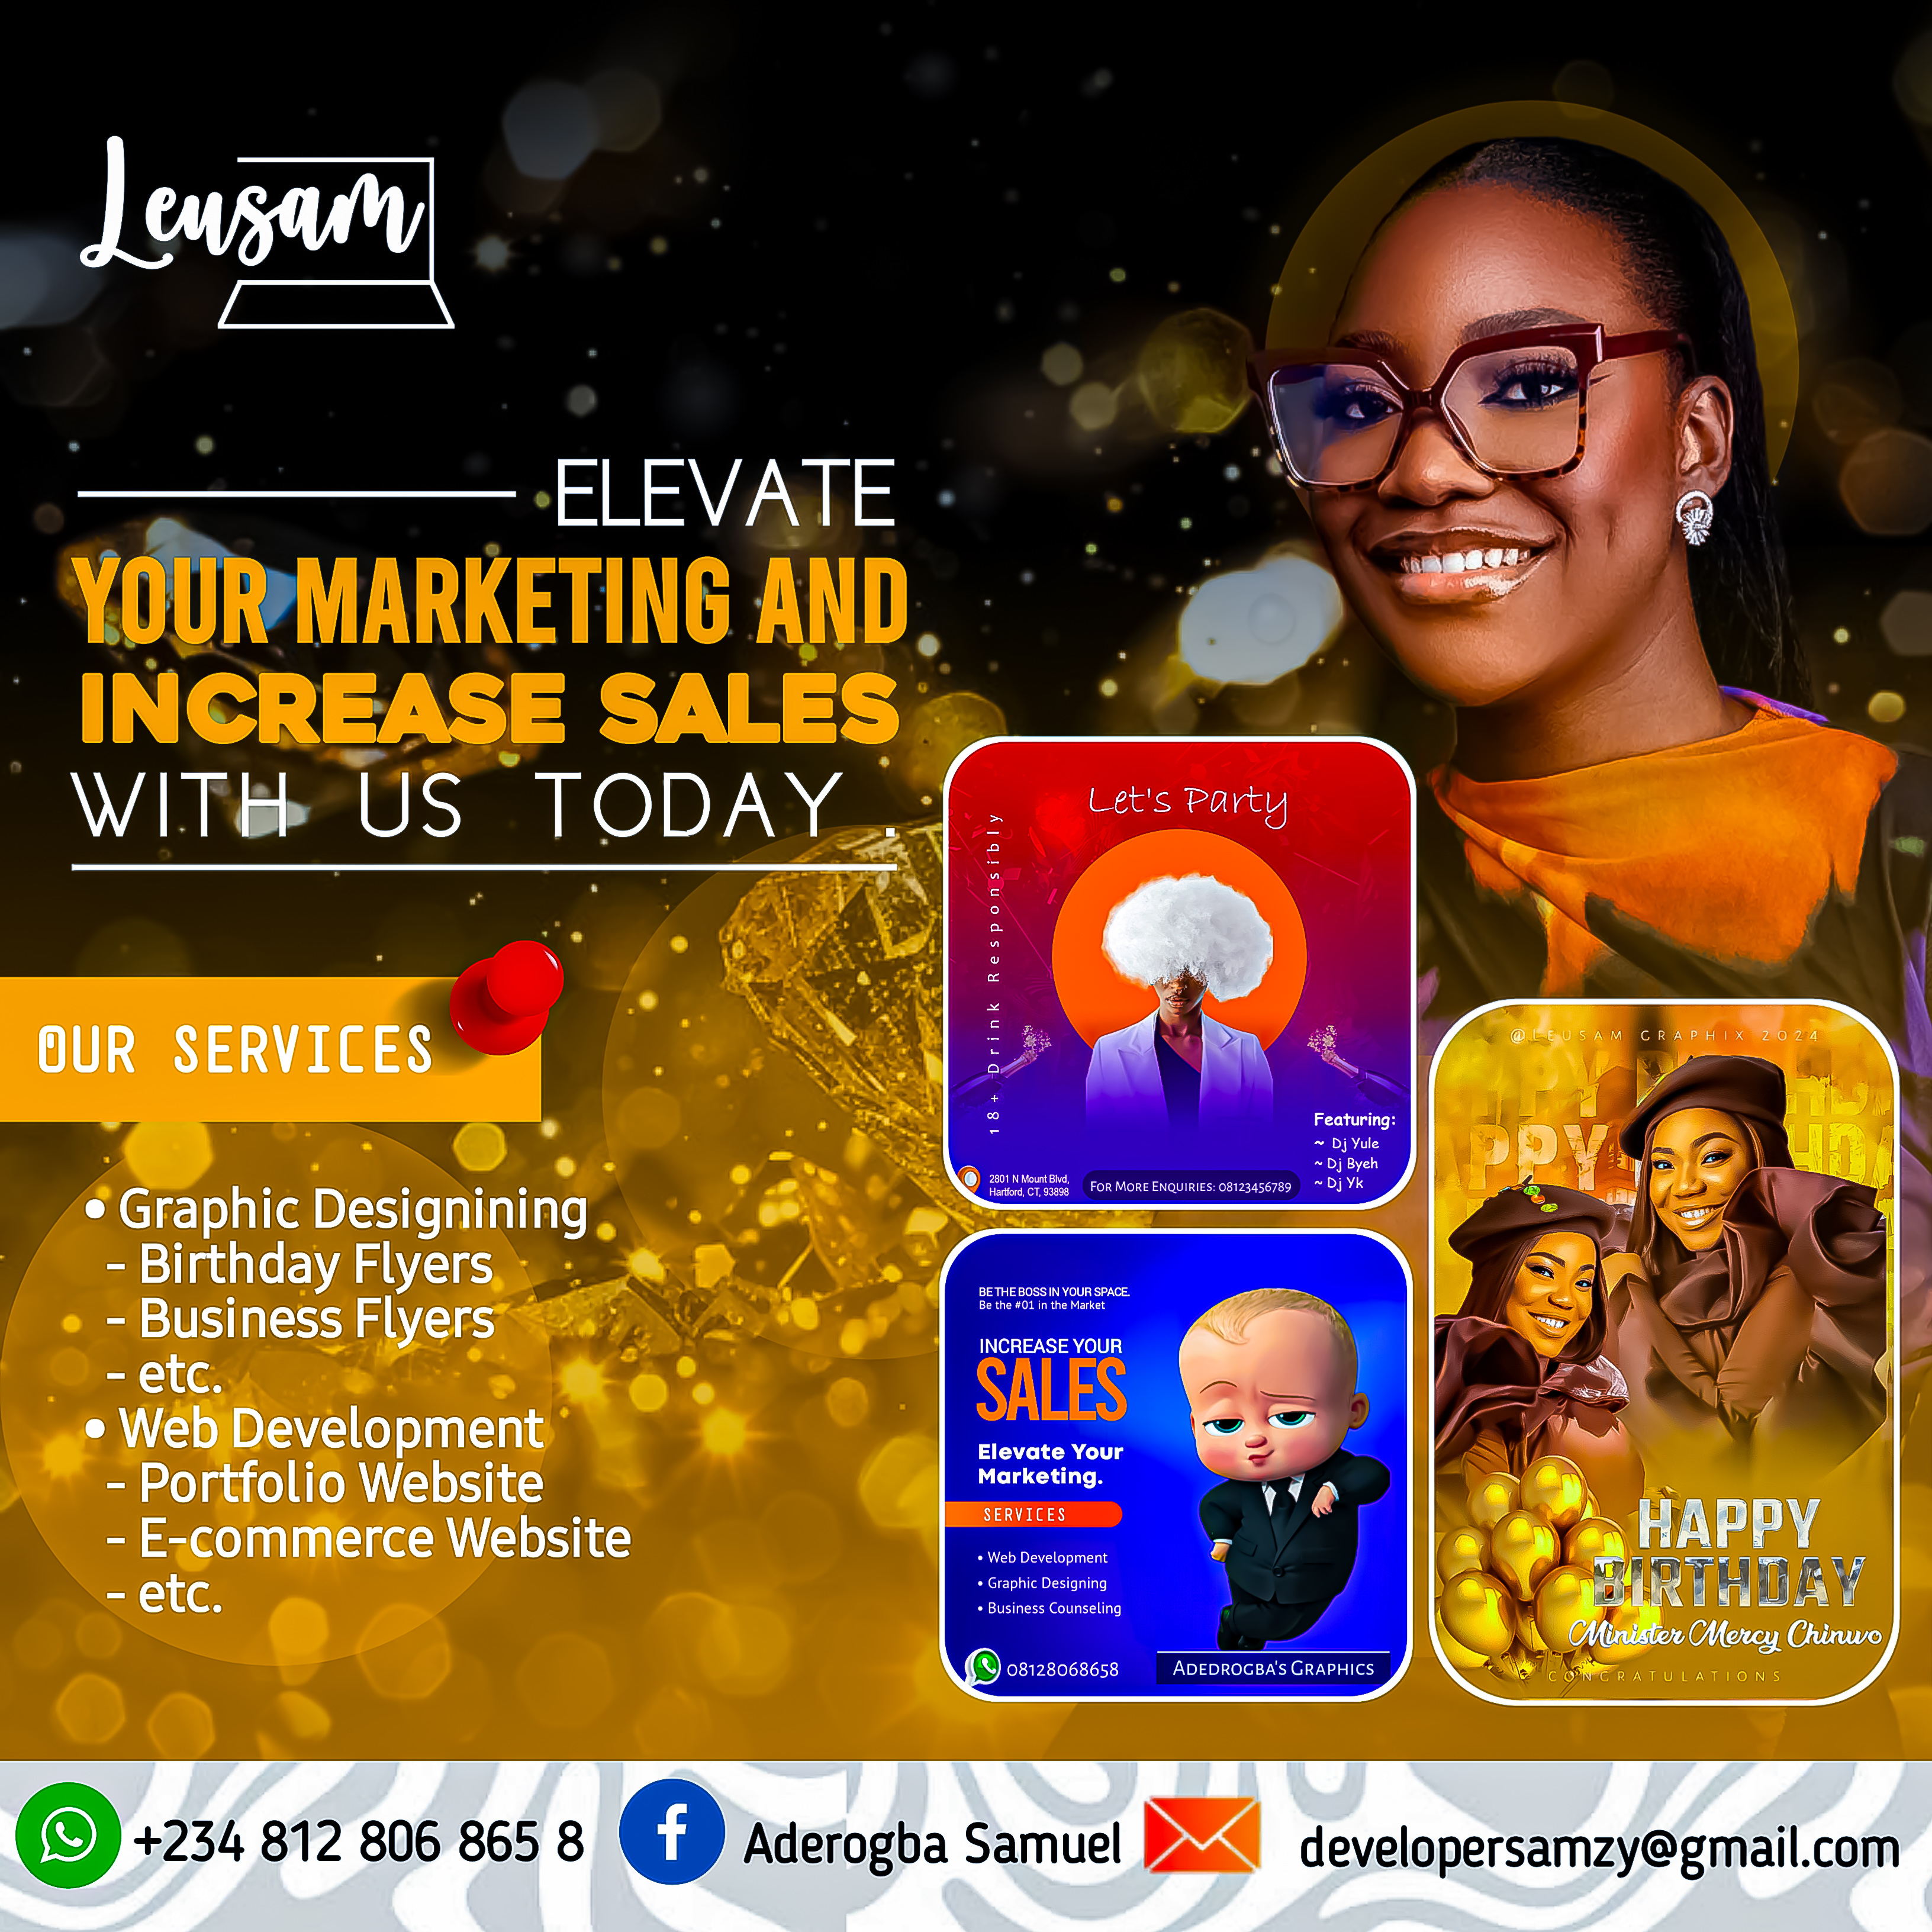 Leusam
ELEVATE
YOUR MARKETING AND
INCREASE SALES
WITH US TODAY .
OUR SERVICES
• Graphic Designining
- Birthday Flyers
- Business Flyers
- etc.
• Web Development
- Portfolio Website
- E-commerce Website
- etc.
Let's Party
18+ Drink Responsibly
Featuring:
~ Dj Yule
~ Dj Byeh
~ Dj Yk
2801 N Mount Blvd,
Hartford, CT, 93898
For More Enquiries: 08123456789
BE THE BOSS IN YOUR SPACE.
Be the #01 in the Market
INCREASE YOUR
SALES
Elevate Your
Marketing.
SERVICES
• Web Development
• Graphic Designing
• Business Counseling
08128068658
Adedrogba's Graphics
@LEUSAM GRAPHIX 2024
HAPPY
BIRTHDAY
Minister Mercy Chinwo
CONGRATULATIONS
+234 812 806 865 8
Aderogba Samuel
developersamzy@gmail.com